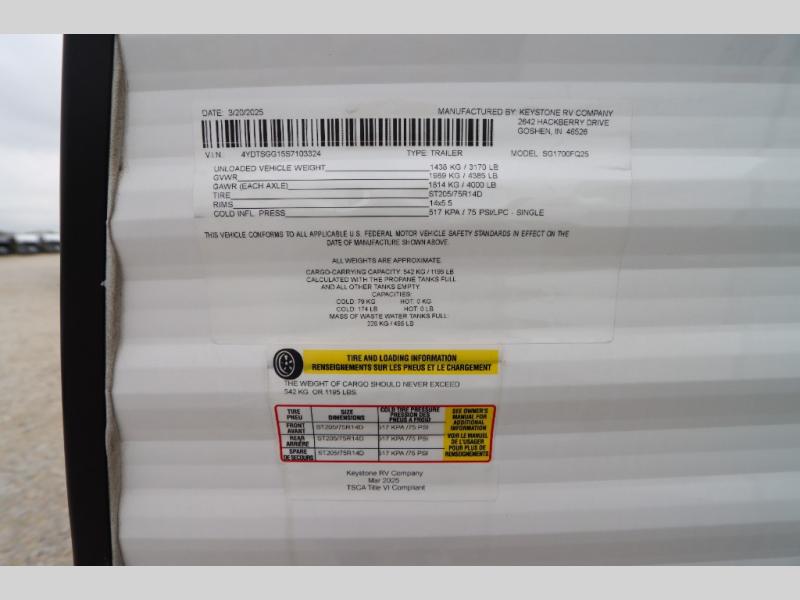 DATE: 3/20/2025 MANUFACTURED BY: KEYSTONE RV COMPANY
2642 HACKBERRY DRIVE
GOSHEN, IN 46526
V.I.N. 4YDTSGG15S7103324 TYPE: TRAILER MODEL: SG1700FQ25
UNLOADED VEHICLE WEIGHT 1438 KG / 3170 LB
GVWR 1989 KG / 4385 LB
GAWR (EACH AXLE) 1814 KG / 4000 LB
TIRE ST205/75R14D
RIMS 14x5.5
COLD INFL. PRESS 517 KPA / 75 PSI/LPC - SINGLE
THIS VEHICLE CONFORMS TO ALL APPLICABLE U.S. FEDERAL MOTOR VEHICLE SAFETY STANDARDS IN EFFECT ON THE
DATE OF MANUFACTURE SHOWN ABOVE.
ALL WEIGHTS ARE APPROXIMATE.
CARGO-CARRYING CAPACITY: 542 KG / 1195 LB
CALCULATED WITH THE PROPANE TANKS FULL
AND ALL OTHER TANKS EMPTY
CAPACITIES:
COLD: 79 KG HOT: 0 KG
COLD: 174 LB HOT: 0 LB
MASS OF WASTE WATER TANKS FULL:
226 KG / 498 LB
TIRE AND LOADING INFORMATION
RENSEIGNEMENTS SUR LES PNEUS ET LE CHARGEMENT
THE WEIGHT OF CARGO SHOULD NEVER EXCEED
542 KG. OR 1195 LBS.
TIRE PNEU SIZE DIMENSIONS COLD TIRE PRESSURE PRESSION DES PNEUS A FROID
FRONT AVANT ST205/75R14D 517 KPA /75 PSI
REAR ARRIÈRE ST205/75R14D 517 KPA /75 PSI
SPARE DE SECOURS ST205/75R14D 517 KPA /75 PSI
SEE OWNER'S
MANUAL FOR
ADDITIONAL
INFORMATION
VOIR LE MANUEL
DE L'USAGER
POUR PLUS DE
RENSEIGNEMENTS
Keystone RV Company
Mar 2025
TSCA Title VI Compliant